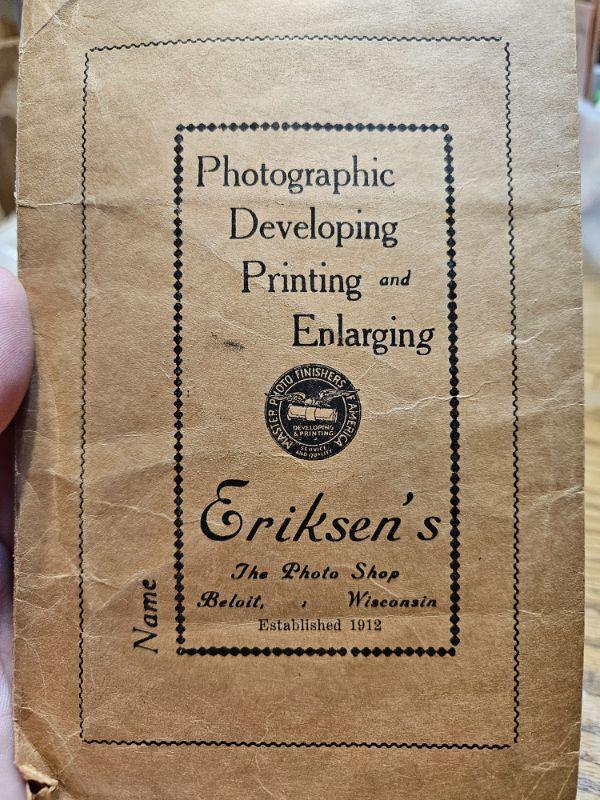 Photographic
Developing
Printing and
Enlarging
MASTER PHOTO FINISHERS OF AMERICA
DEVELOPING
& PRINTING
SERVICE
AND QUALITY
Eriksen's
The Photo Shop
Beloit, , Wisconsin
Established 1912
Name